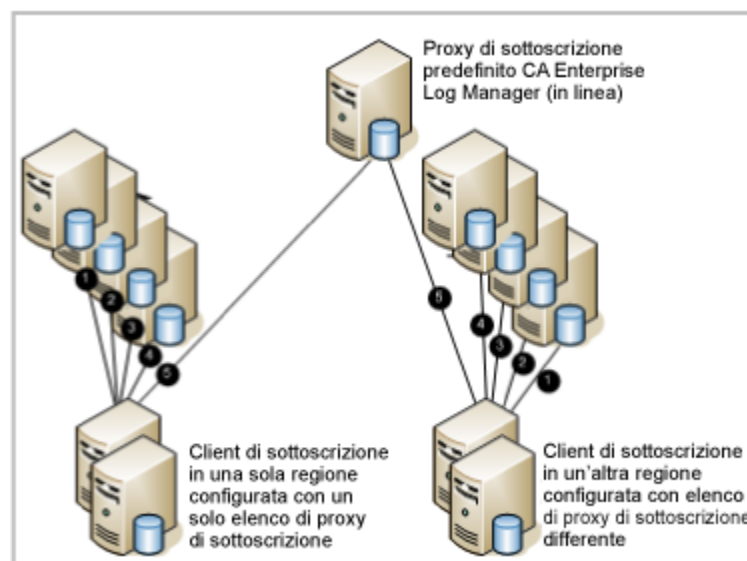 Proxy di sottoscrizione
predefinito CA Enterprise
Log Manager (in linea)
1
2
3
4
5
5
4
3
2
1
Client di sottoscrizione
in una sola regione
configurata con un
solo elenco di proxy
di sottoscrizione
Client di sottoscrizione
in un'altra regione
configurata con elenco
di proxy di sottoscrizione
differente